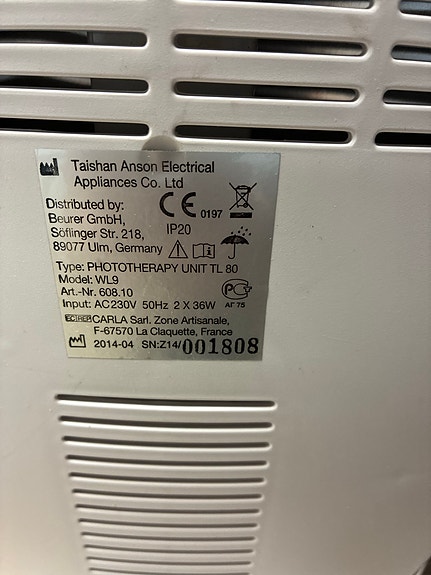 Taishan Anson Electrical
Appliances Co. Ltd
Distributed by:
Beurer GmbH,
Söflinger Str. 218,
89077 Ulm, Germany
CE 0197
IP20
Type: PHOTOTHERAPY UNIT TL 80
Model: WL9
Art.-Nr. 608.10
Input: AC230V 50Hz 2 X 36W
PG
АГ 75
EC REP CARLA Sarl. Zone Artisanale,
F-67570 La Claquette, France
2014-04 SN:Z14/001808